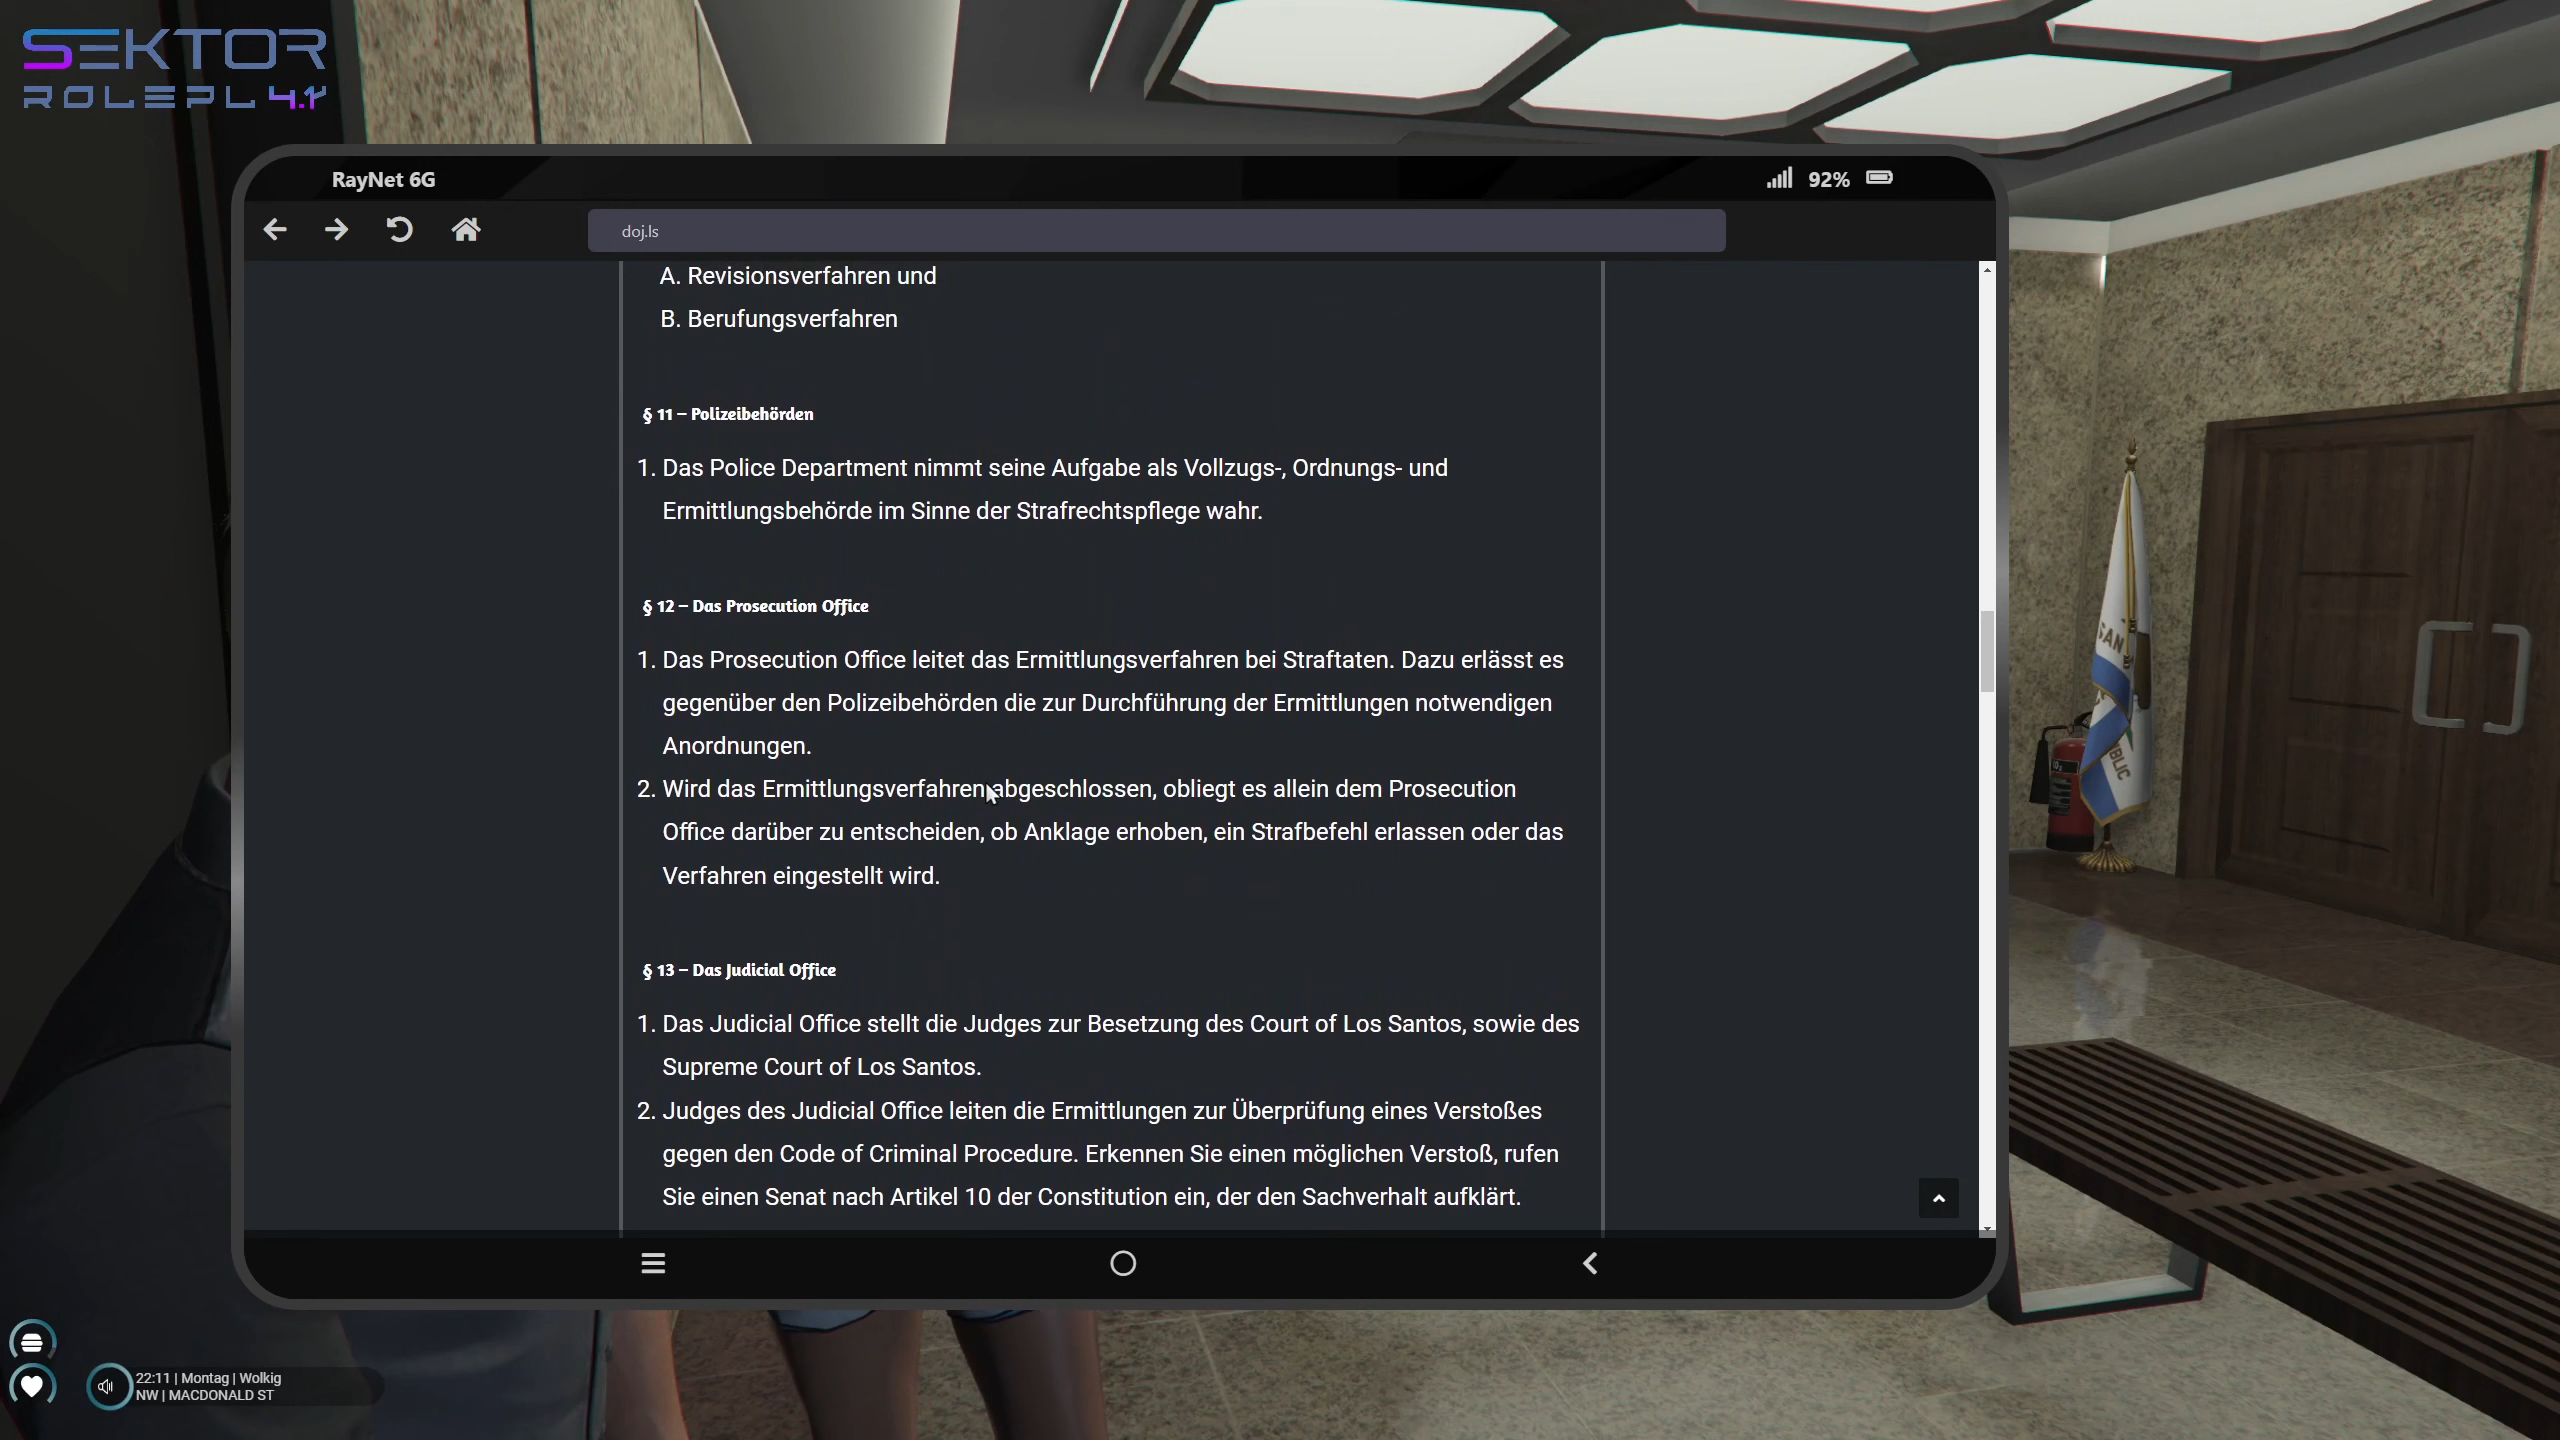 SEKTOR
ROLEPL4.Y
RayNet 6G
92%
doj.ls
A. Revisionsverfahren und
B. Berufungsverfahren
§ 11 – Polizeibehörden
1. Das Police Department nimmt seine Aufgabe als Vollzugs-, Ordnungs- und
Ermittlungsbehörde im Sinne der Strafrechtspflege wahr.
§ 12 – Das Prosecution Office
1. Das Prosecution Office leitet das Ermittlungsverfahren bei Straftaten. Dazu erlässt es
gegenüber den Polizeibehörden die zur Durchführung der Ermittlungen notwendigen
Anordnungen.
2. Wird das Ermittlungsverfahren abgeschlossen, obliegt es allein dem Prosecution
Office darüber zu entscheiden, ob Anklage erhoben, ein Strafbefehl erlassen oder das
Verfahren eingestellt wird.
§ 13 – Das Judicial Office
1. Das Judicial Office stellt die Judges zur Besetzung des Court of Los Santos, sowie des
Supreme Court of Los Santos.
2. Judges des Judicial Office leiten die Ermittlungen zur Überprüfung eines Verstoßes
gegen den Code of Criminal Procedure. Erkennen Sie einen möglichen Verstoß, rufen
Sie einen Senat nach Artikel 10 der Constitution ein, der den Sachverhalt aufklärt.
SAN
22:11 | Montag | Wolkig
NW | MACDONALD ST